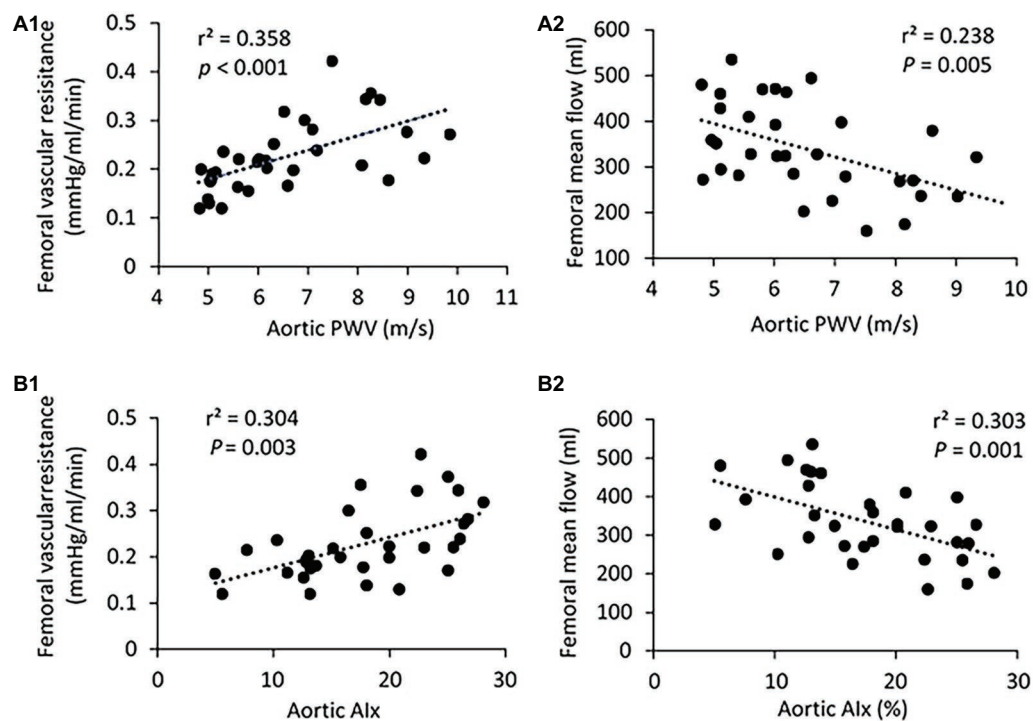 A1
r² = 0.358
p < 0.001
Femoral vascular resisitance
(mmHg/ml/min)
0.5
0.4
0.3
0.2
0.1
0
4 5 6 7 8 9 10 11
Aortic PWV (m/s)
A2
r² = 0.238
P = 0.005
Femoral mean flow (ml)
600
500
400
300
200
100
4 5 6 7 8 9 10
Aortic PWV (m/s)
B1
r² = 0.304
P = 0.003
Femoral vascularresistance
(mmHg/ml/min)
0.5
0.4
0.3
0.2
0.1
0
0 10 20 30
Aortic AIx
B2
r² = 0.303
P = 0.001
Femoral mean flow (ml)
600
500
400
300
200
100
0
0 10 20 30
Aortic AIx (%)